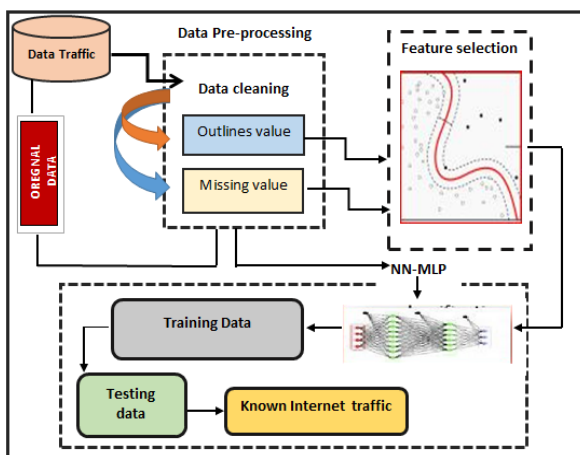 Data Traffic
Data Pre-processing
Feature selection
Data cleaning
Outlines value
Missing value
OREGNAL
DATA
NN-MLP
Training Data
Testing
data
Known Internet traffic